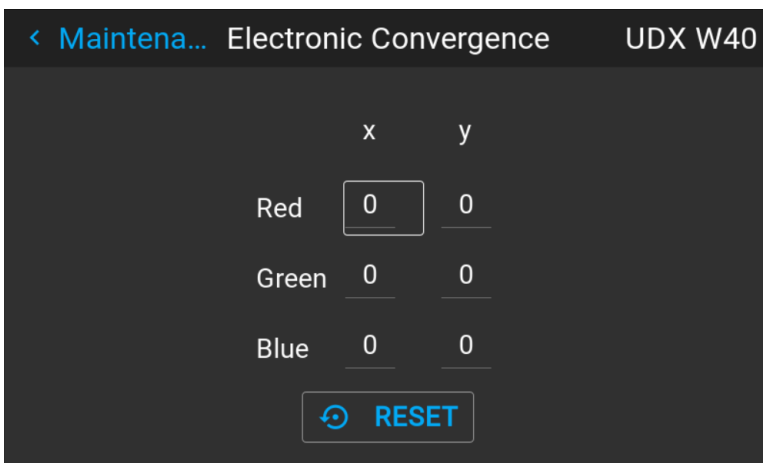 < Maintena... Electronic Convergence UDX W40
x y
Red 0 0
Green 0 0
Blue 0 0
RESET